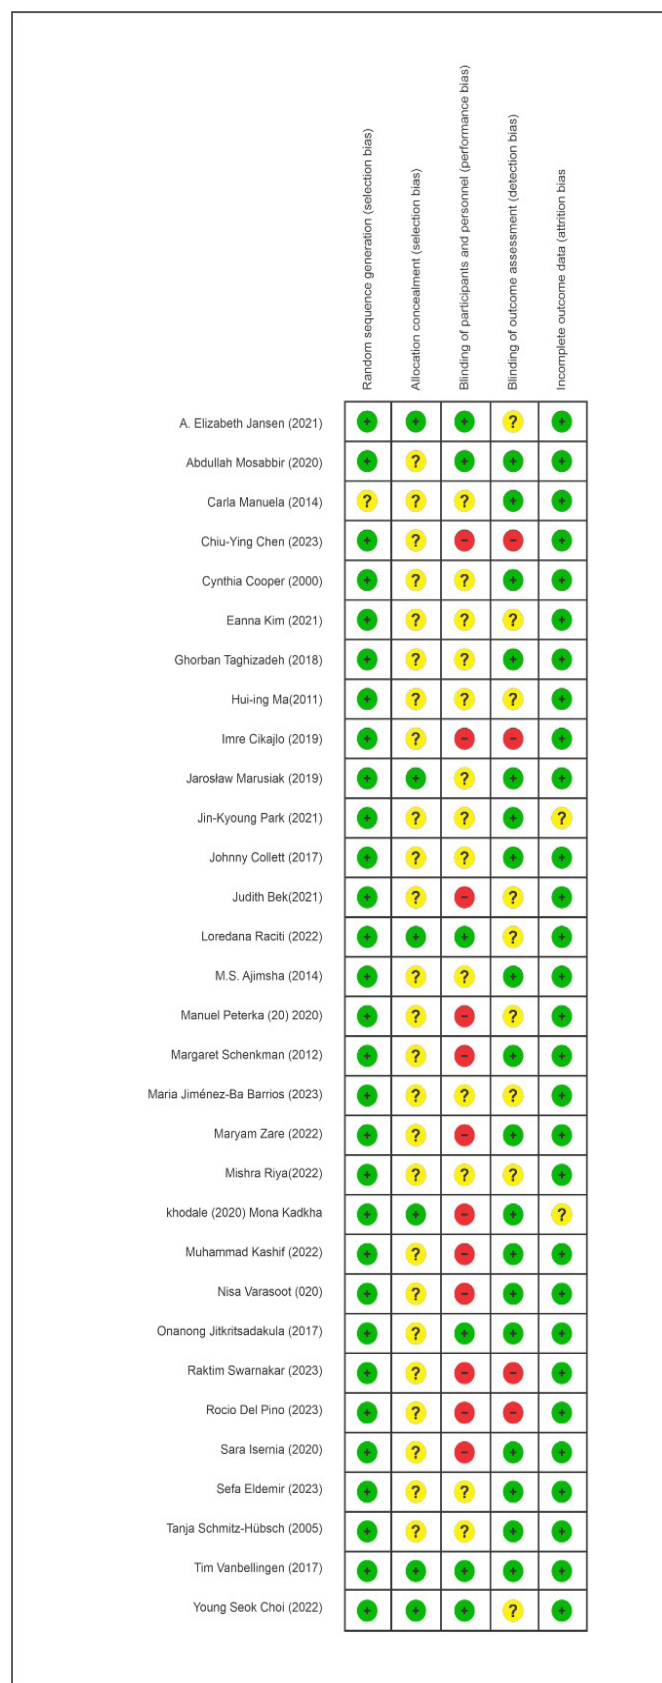 Random sequence generation (selection bias)
Allocation concealment (selection bias)
Blinding of participants and personnel (performance bias)
Blinding of outcome assessment (detection bias)
Incomplete outcome data (attrition bias
A. Elizabeth Jansen (2021) + + + ? +
Abdullah Mosabbir (2020) + ? + + +
Carla Manuela (2014) ? ? ? + +
Chiu-Ying Chen (2023) + ? - - +
Cynthia Cooper (2000) + ? ? + +
Eanna Kim (2021) + ? ? ? +
Ghorban Taghizadeh (2018) + ? ? + +
Hui-ing Ma(2011) + ? ? ? +
Imre Cikajlo (2019) + ? - - +
Jarosław Marusiak (2019) + + ? + +
Jin-Kyoung Park (2021) + ? ? + ?
Johnny Collett (2017) + ? ? + +
Judith Bek(2021) + ? - ? +
Loredana Raciti (2022) + + + ? +
M.S. Ajimsha (2014) + ? ? + +
Manuel Peterka (20) 2020) + ? - ? +
Margaret Schenkman (2012) + ? - + +
Maria Jiménez-Ba Barrios (2023) + ? ? ? +
Maryam Zare (2022) + ? - + +
Mishra Riya(2022) + ? ? ? +
khodale (2020) Mona Kadkha + + - + ?
Muhammad Kashif (2022) + ? - + +
Nisa Varasoot (020) + ? - + +
Onanong Jitkritsadakula (2017) + ? + + +
Raktim Swarnakar (2023) + ? - - +
Rocio Del Pino (2023) + ? - - +
Sara Isernia (2020) + ? - + +
Sefa Eldemir (2023) + ? ? + +
Tanja Schmitz-Hübsch (2005) + ? ? + +
Tim Vanbellingen (2017) + + + + +
Young Seok Choi (2022) + + + ? +